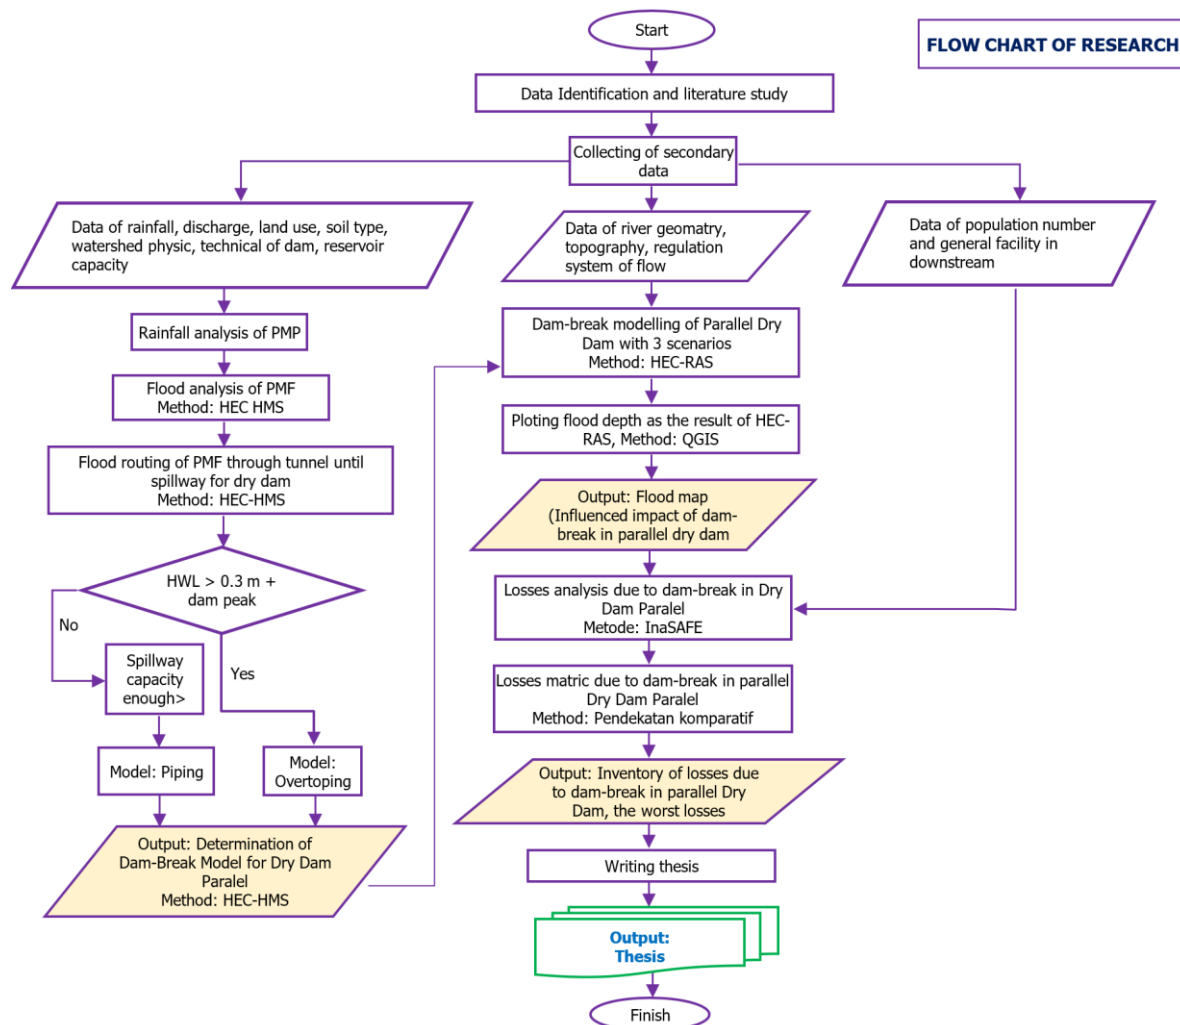 Start
FLOW CHART OF RESEARCH
Data Identification and literature study
Collecting of secondary
data
Data of rainfall, discharge, land use, soil type,
watershed physic, technical of dam, reservoir
capacity
Data of river geomatry,
topography, regulation
system of flow
Data of population number
and general facility in
downstream
Rainfall analysis of PMP
Flood analysis of PMF
Method: HEC HMS
Flood routing of PMF through tunnel until
spillway for dry dam
Method: HEC-HMS
HWL > 0.3 m +
dam peak
No
Yes
Spillway
capacity
enough>
Model: Piping
Model:
Overtoping
Output: Determination of
Dam-Break Model for Dry Dam
Paralel
Method: HEC-HMS
Dam-break modelling of Parallel Dry
Dam with 3 scenarios
Method: HEC-RAS
Ploting flood depth as the result of HEC-
RAS, Method: QGIS
Output: Flood map
(Influenced impact of dam-
break in parallel dry dam
Losses analysis due to dam-break in Dry
Dam Paralel
Metode: InaSAFE
Losses matric due to dam-break in parallel
Dry Dam Paralel
Method: Pendekatan komparatif
Output: Inventory of losses due
to dam-break in parallel Dry
Dam, the worst losses
Writing thesis
Output:
Thesis
Finish